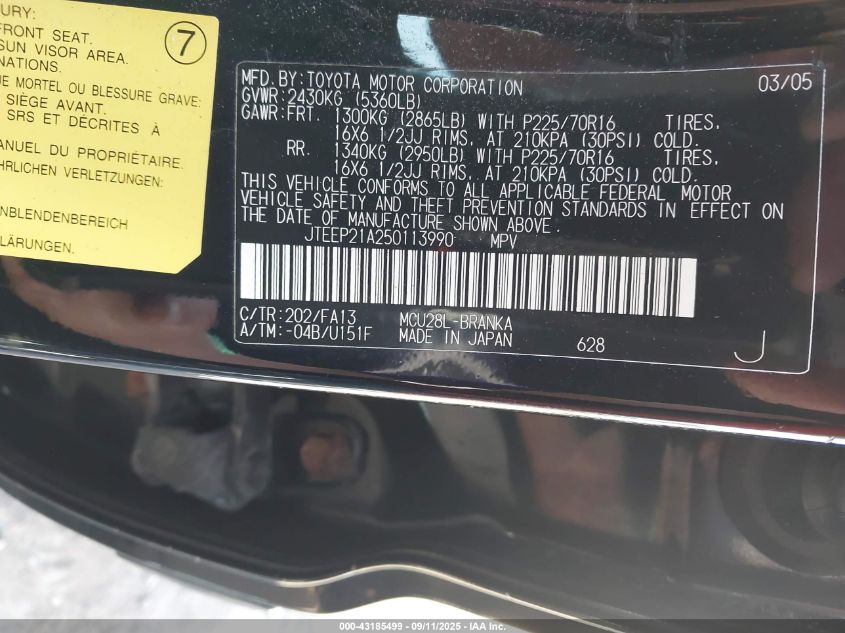 URY:
FRONT SEAT.
SUN VISOR AREA.
NATIONS.
7
UE MORTEL OU BLESSURE GRAVE:
SIÈGE AVANT.
SRS ET DÉCRITES À
MANUEL DU PROPRIÉTAIRE.
ÄHRLICHEN VERLETZUNGEN:
NBLENDENBEREICH
LÄRUNGEN.
MFD. BY: TOYOTA MOTOR CORPORATION 03/05
GVWR: 2430KG (5360LB)
GAWR: FRT. 1300KG (2865LB) WITH P225/70R16 TIRES,
16X6 1/2JJ RIMS, AT 210KPA (30PSI) COLD.
RR. 1340KG (2950LB) WITH P225/70R16 TIRES,
16X6 1/2JJ RIMS, AT 210KPA (30PSI) COLD.
THIS VEHICLE CONFORMS TO ALL APPLICABLE FEDERAL MOTOR
VEHICLE SAFETY AND THEFT PREVENTION STANDARDS IN EFFECT ON
THE DATE OF MANUFACTURE SHOWN ABOVE.
JTEEP21A250113990 MPV
C/TR: 202/FA13 MCU28L-BRANKA
A/TM: -04B/U151F MADE IN JAPAN 628 J
000-43185499 - 09/11/2025 - IAA Inc.